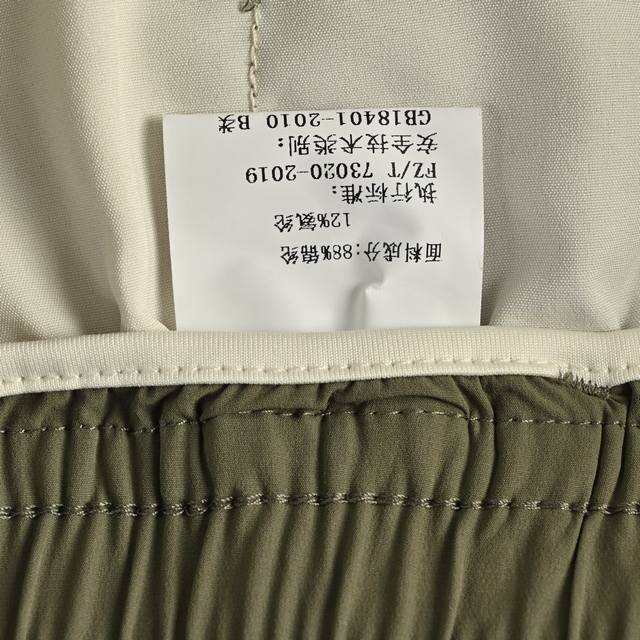 面料成分:88%锦纶
12%氨纶
执行标准:
FZ/T 73020-2019
安全技术类别:
GB18401-2010 B类